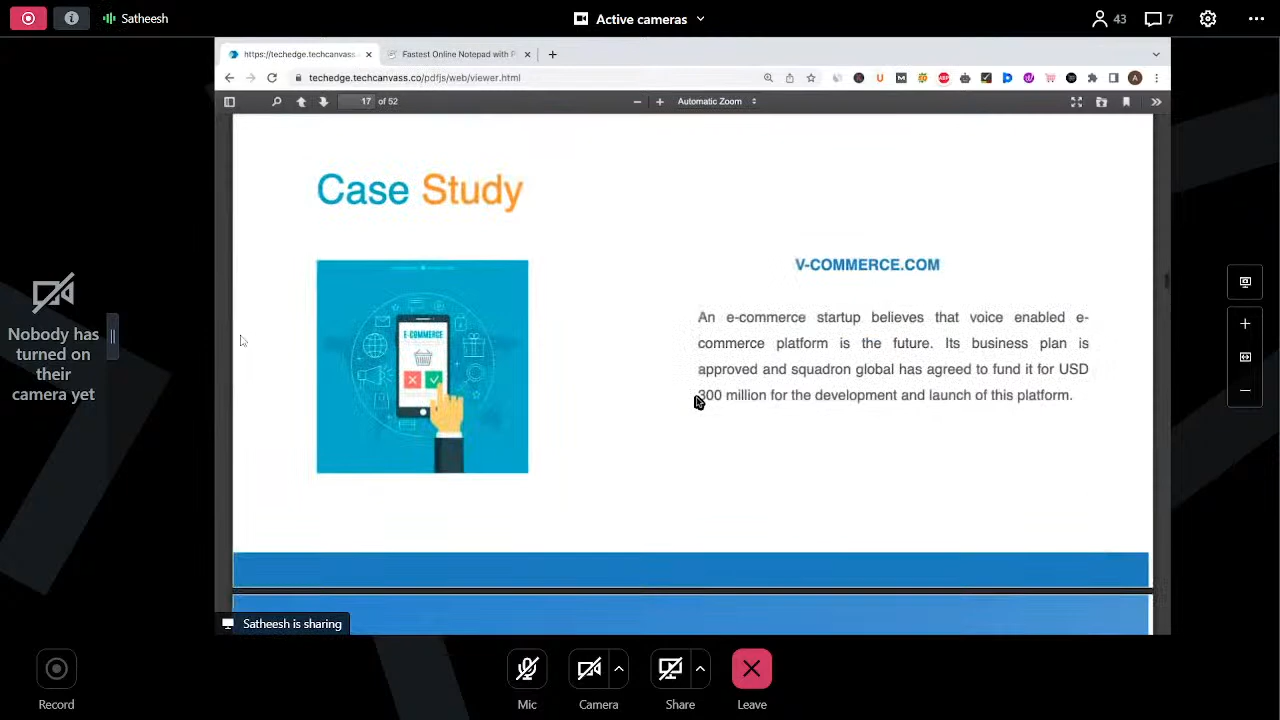 Satheesh
Active cameras
43
7
https://techedge.techcanvass.
Fastest Online Notepad with P
techedge.techcanvass.co/pdfjs/web/viewer.html
17 of 52
Automatic Zoom
Case Study
E-COMMERCE
V-COMMERCE.COM
An e-commerce startup believes that voice enabled e-
commerce platform is the future. Its business plan is
approved and squadron global has agreed to fund it for USD
300 million for the development and launch of this platform.
Nobody has
turned on
their
camera yet
Satheesh is sharing
Record
Mic
Camera
Share
Leave